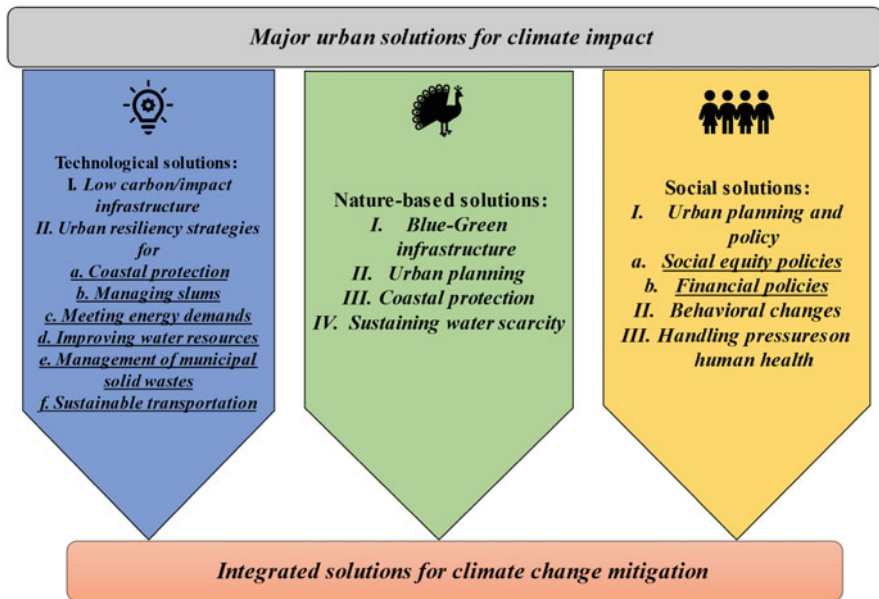 Major urban solutions for climate impact
Technological solutions:
I. Low carbon/impact
infrastructure
II. Urban resiliency strategies
for
a. Coastal protection
b. Managing slums
c. Meeting energy demands
d. Improving water resources
e. Management of municipal
solid wastes
f. Sustainable transportation
Nature-based solutions:
I. Blue-Green
infrastructure
II. Urban planning
III. Coastal protection
IV. Sustaining water scarcity
Social solutions:
I. Urban planning and
policy
a. Social equity policies
b. Financial policies
II. Behavioral changes
III. Handling pressures on
human health
Integrated solutions for climate change mitigation